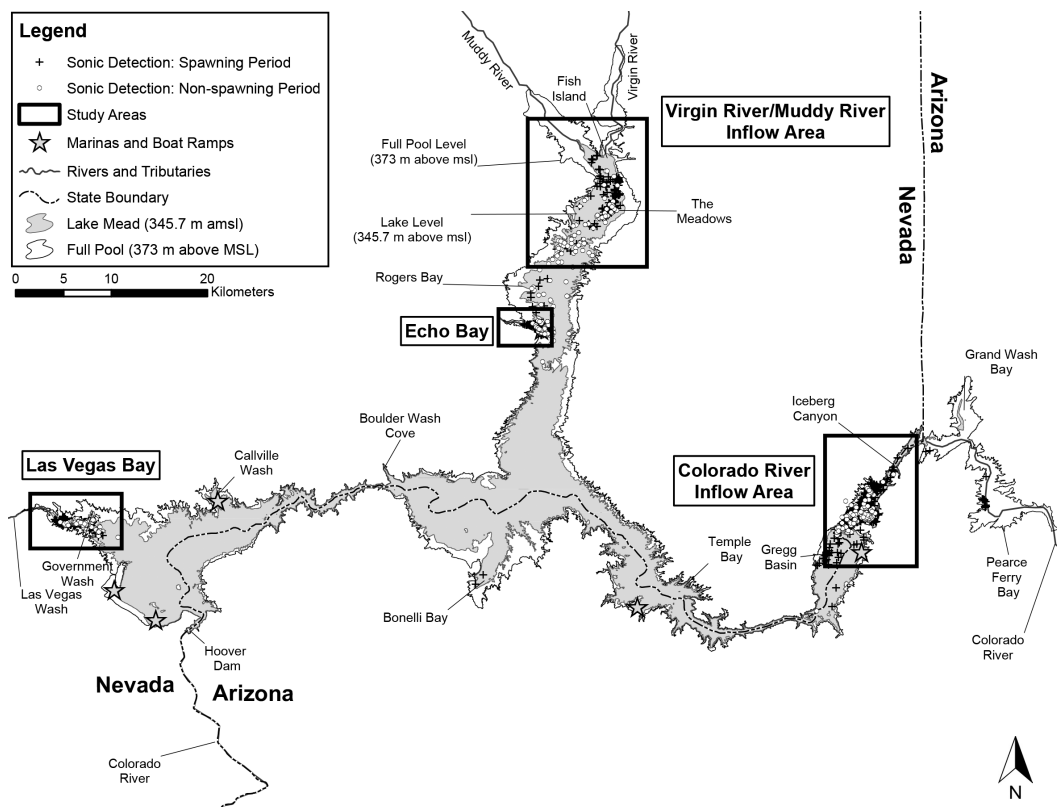 Legend
Sonic Detection: Spawning Period
Sonic Detection: Non-spawning Period
Study Areas
Marinas and Boat Ramps
Rivers and Tributaries
State Boundary
Lake Mead (345.7 m amsl)
Full Pool (373 m above MSL)
0 5 10 20
Kilometers
Muddy River
Virgin River
Fish
Island
Virgin River/Muddy River
Inflow Area
Full Pool Level
(373 m above msl)
The
Meadows
Lake Level
(345.7 m above msl)
Rogers Bay
Echo Bay
Arizona
Nevada
Grand Wash
Bay
Iceberg
Canyon
Boulder Wash
Cove
Callville
Wash
Las Vegas Bay
Colorado River
Inflow Area
Government
Wash
Las Vegas
Wash
Temple
Bay
Gregg
Basin
Pearce
Ferry
Bay
Bonelli Bay
Colorado
River
Hoover
Dam
Nevada
Arizona
Colorado
River
N